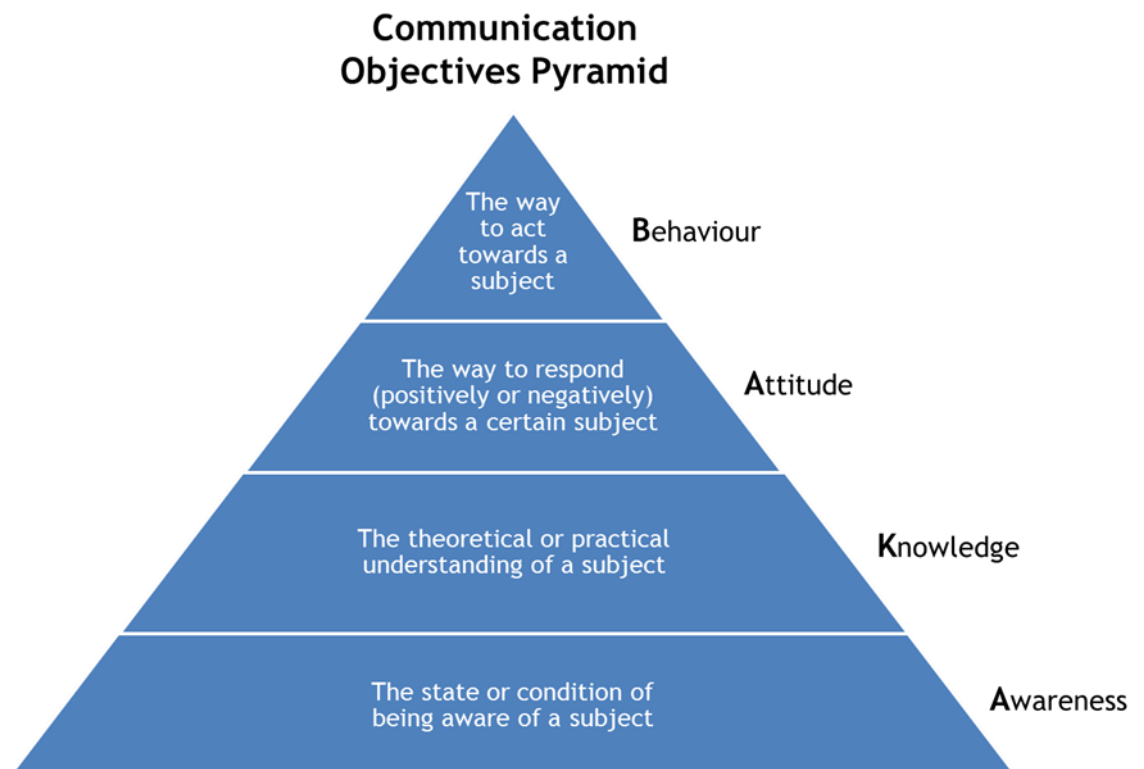 Communication
Objectives Pyramid
The way
to act
towards a
subject
Behaviour
The way to respond
(positively or negatively)
towards a certain subject
Attitude
The theoretical or practical
understanding of a subject
Knowledge
The state or condition of
being aware of a subject
Awareness